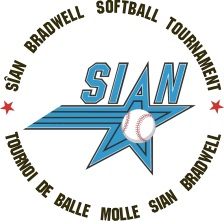 SÎAN BRADWELL SOFTBALL TOURNAMENT
SIAN
TOURNOI DE BALLE MOLLE SIAN BRADWELL